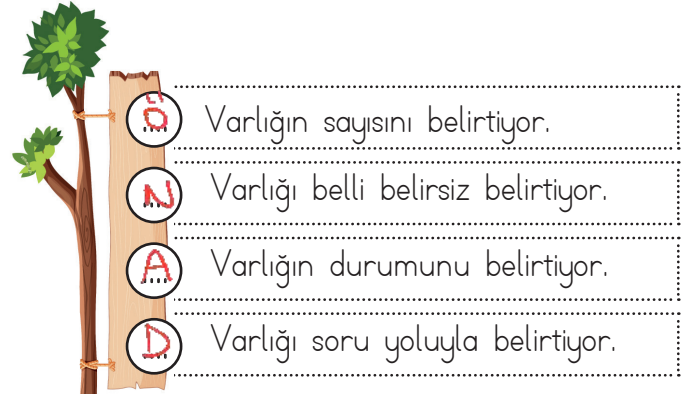 Ö Varlığın sayısını belirtiyor.
N Varlığı belli belirsiz belirtiyor.
A Varlığın durumunu belirtiyor.
D Varlığı soru yoluyla belirtiyor.